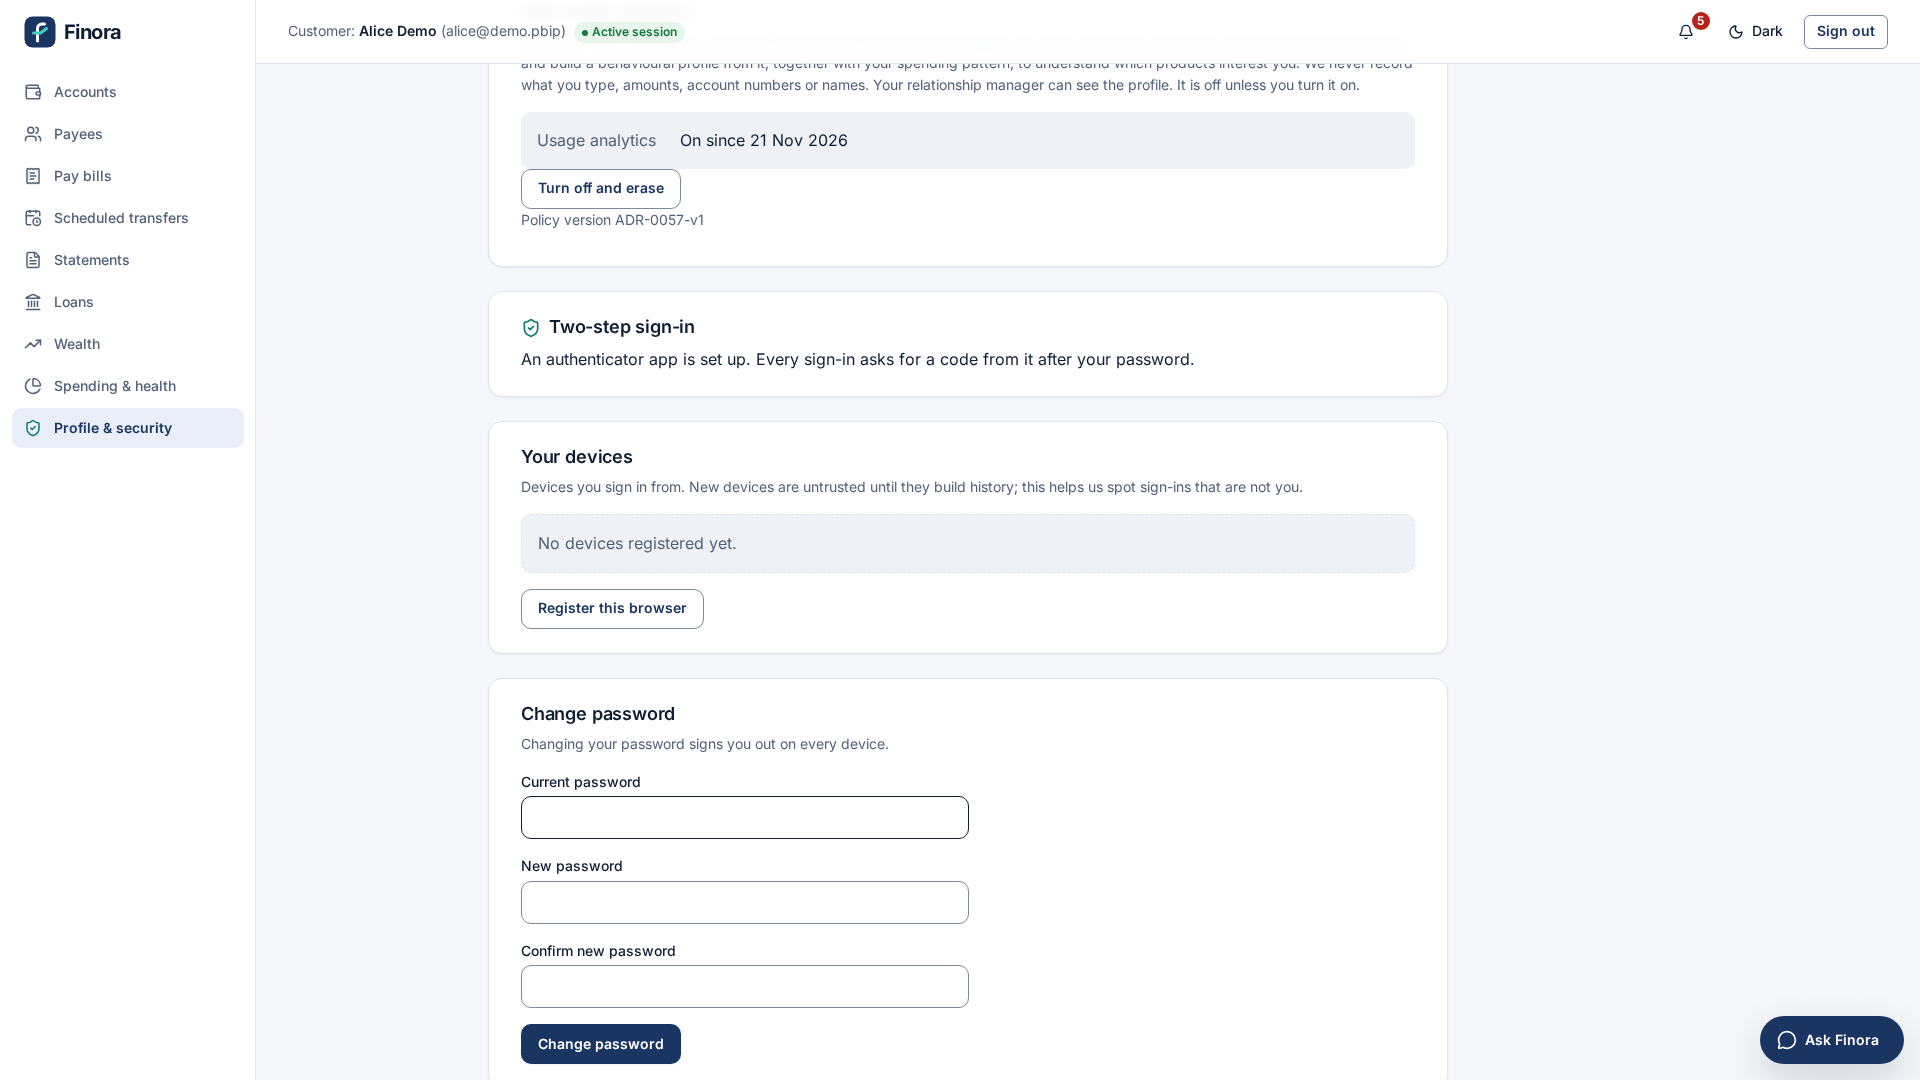 Finora
Customer: Alice Demo (alice@demo.pbip)
Active session
5
Dark
Sign out
Accounts
Payees
Pay bills
Scheduled transfers
Statements
Loans
Wealth
Spending & health
Profile & security
and build a behavioural profile from it, together with your spending pattern, to understand which products interest you. We never record
what you type, amounts, account numbers or names. Your relationship manager can see the profile. It is off unless you turn it on.
Usage analytics On since 21 Nov 2026
Turn off and erase
Policy version ADR-0057-v1
Two-step sign-in
An authenticator app is set up. Every sign-in asks for a code from it after your password.
Your devices
Devices you sign in from. New devices are untrusted until they build history; this helps us spot sign-ins that are not you.
No devices registered yet.
Register this browser
Change password
Changing your password signs you out on every device.
Current password
New password
Confirm new password
Change password
Ask Finora